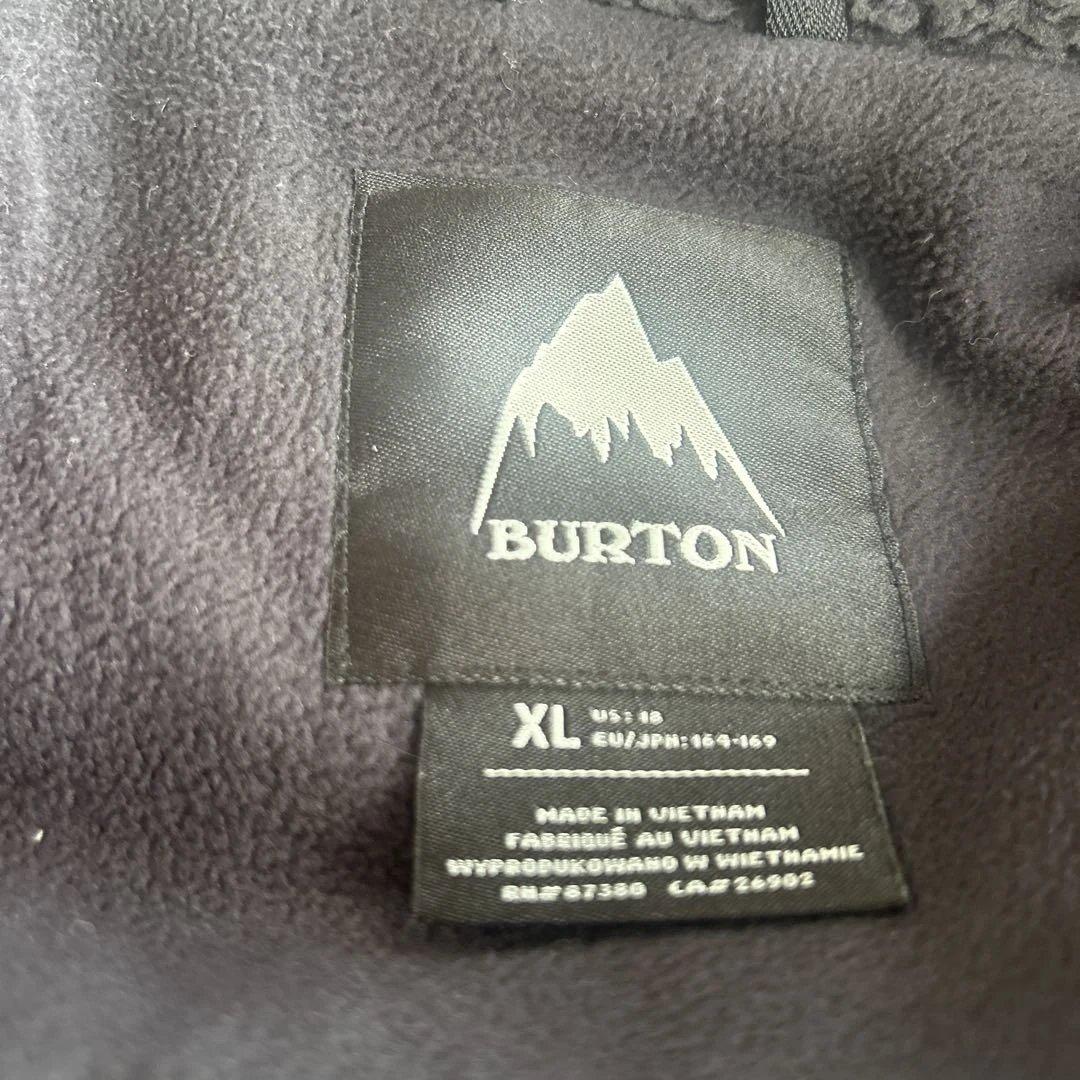 BURTON
XL
US: 18
EU/JPN: 164-169
MADE IN VIETNAM
FABRIQUÉ AU VIETNAM
WYPRODUKOWANO W WIETNAMIE
RN# 87380 CA# 26902